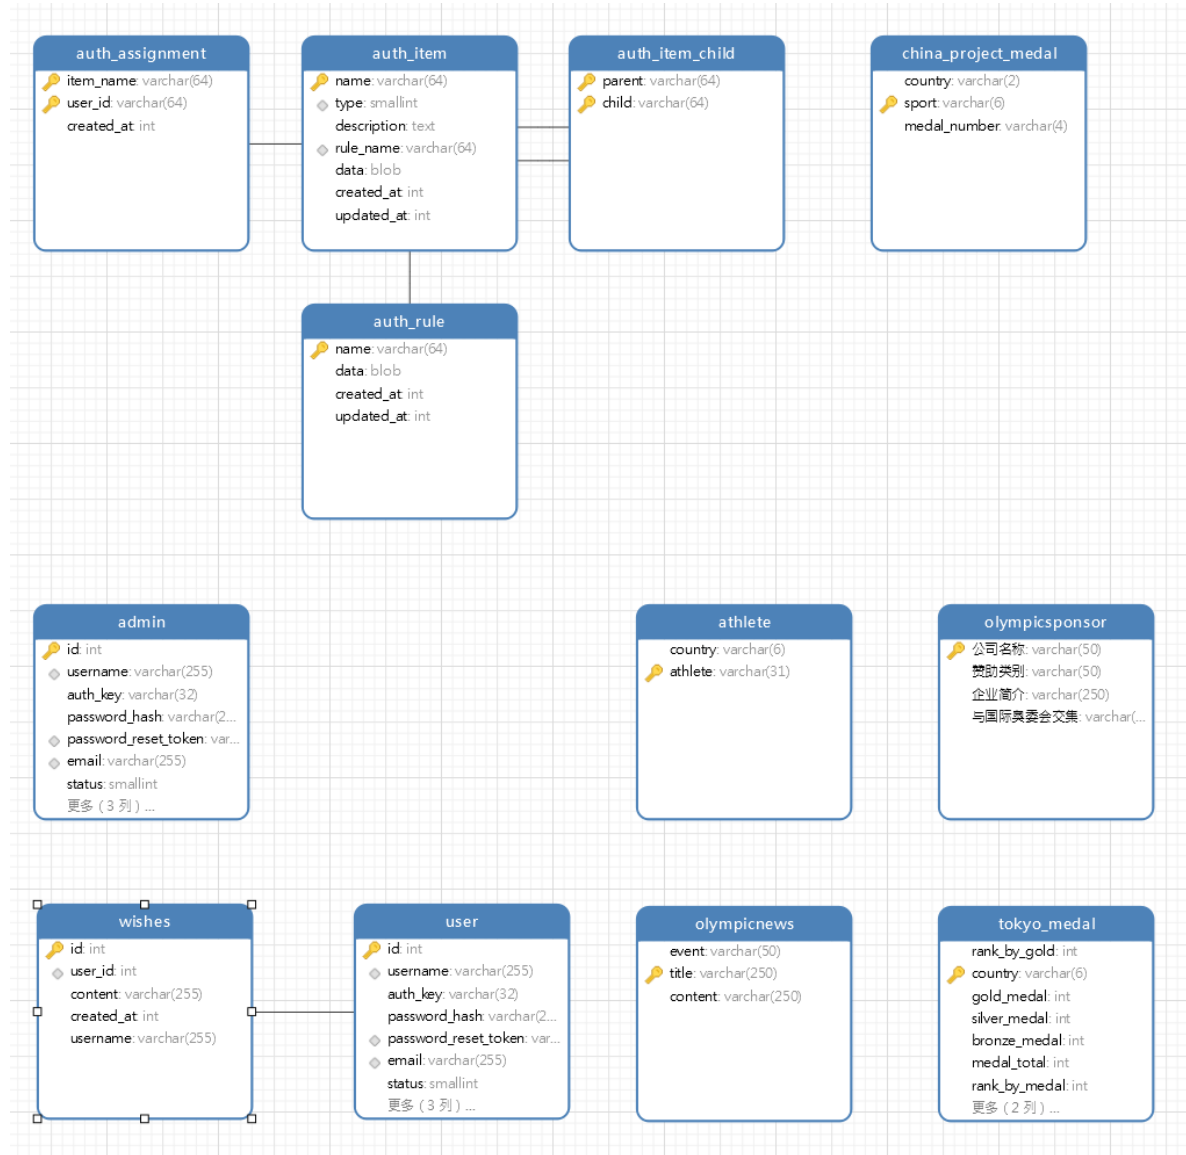 auth_assignment
item_name: varchar(64)
user_id: varchar(64)
created_at: int
auth_item
name: varchar(64)
type: smallint
description: text
rule_name: varchar(64)
data: blob
created_at: int
updated_at: int
auth_item_child
parent: varchar(64)
child: varchar(64)
china_project_medal
country: varchar(2)
sport: varchar(6)
medal_number: varchar(4)
auth_rule
name: varchar(64)
data: blob
created_at: int
updated_at: int
admin
id: int
username: varchar(255)
auth_key: varchar(32)
password_hash: varchar(2...
password_reset_token: var...
email: varchar(255)
status: smallint
更多 ( 3 列 ) ...
athlete
country: varchar(6)
athlete: varchar(31)
olympicsponsor
公司名称: varchar(50)
赞助类别: varchar(50)
企业简介: varchar(250)
与国际奥委会交集: varchar(...
wishes
id: int
user_id: int
content: varchar(255)
created_at: int
username: varchar(255)
user
id: int
username: varchar(255)
auth_key: varchar(32)
password_hash: varchar(2...
password_reset_token: var...
email: varchar(255)
status: smallint
更多 ( 3 列 ) ...
olympicnews
event: varchar(50)
title: varchar(250)
content: varchar(250)
tokyo_medal
rank_by_gold: int
country: varchar(6)
gold_medal: int
silver_medal: int
bronze_medal: int
medal_total: int
rank_by_medal: int
更多 ( 2 列 ) ...